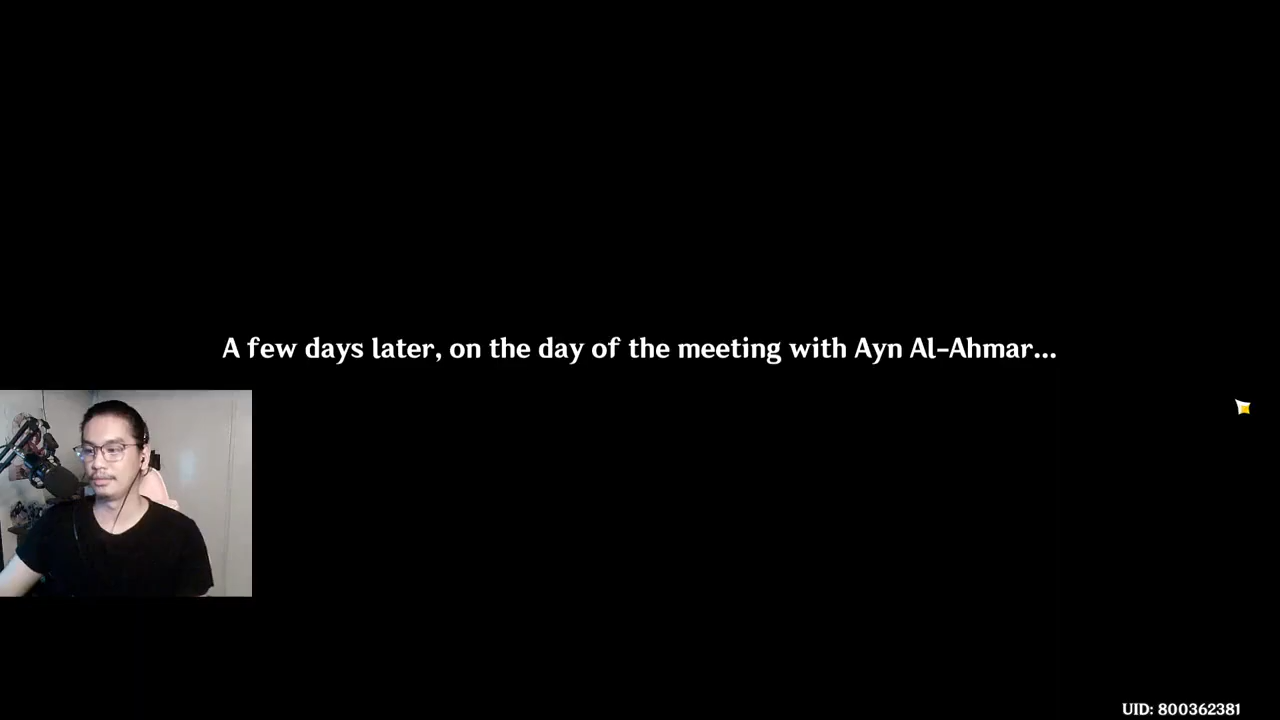 A few days later, on the day of the meeting with Ayn Al-Ahmar...
UID: 800362381